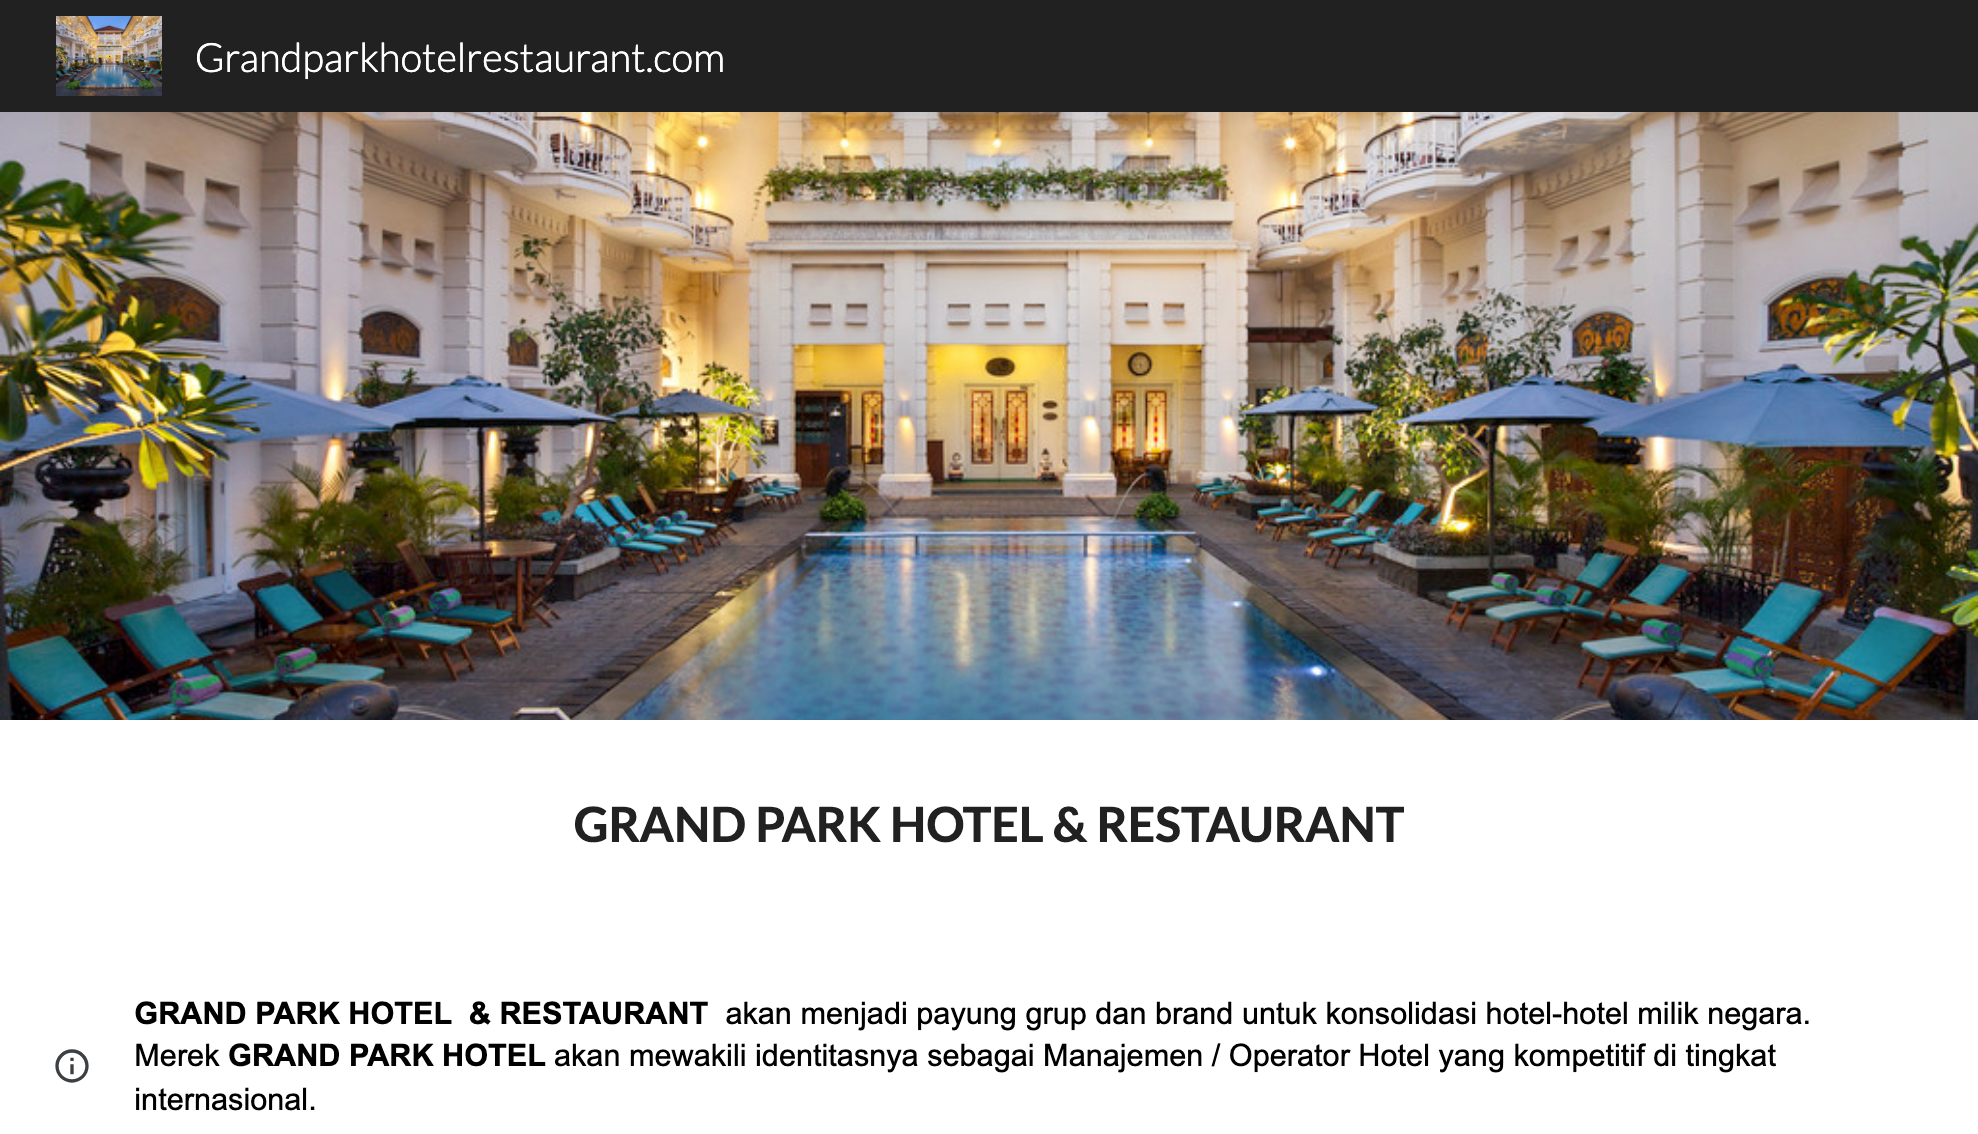 Grandparkhotelrestaurant.com
GRAND PARK HOTEL & RESTAURANT
GRAND PARK HOTEL  & RESTAURANT  akan menjadi payung grup dan brand untuk konsolidasi hotel-hotel milik negara.
Merek GRAND PARK HOTEL akan mewakili identitasnya sebagai Manajemen / Operator Hotel yang kompetitif di tingkat
internasional.